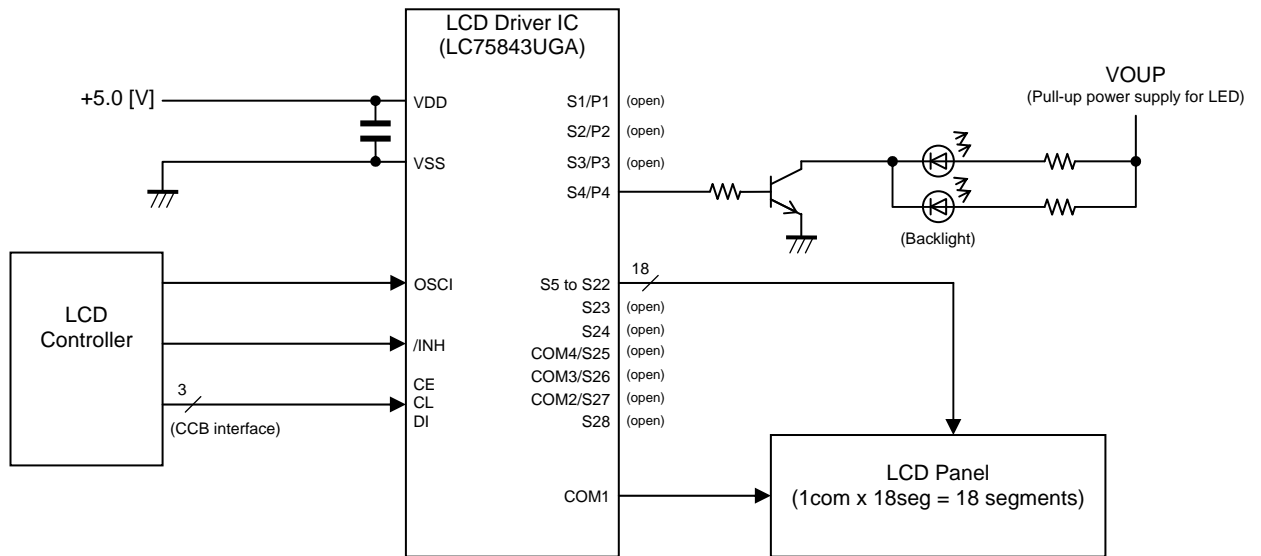 LCD Driver IC
(LC75843UGA)
+5.0 [V]
VDD
VSS
OSCI
/INH
CE
CL
DI
S1/P1 (open)
S2/P2 (open)
S3/P3 (open)
S4/P4
S5 to S22
18
S23 (open)
S24 (open)
COM4/S25 (open)
COM3/S26 (open)
COM2/S27 (open)
S28 (open)
COM1
VOUP
(Pull-up power supply for LED)
(Backlight)
LCD
Controller
3
(CCB interface)
LCD Panel
(1com x 18seg = 18 segments)